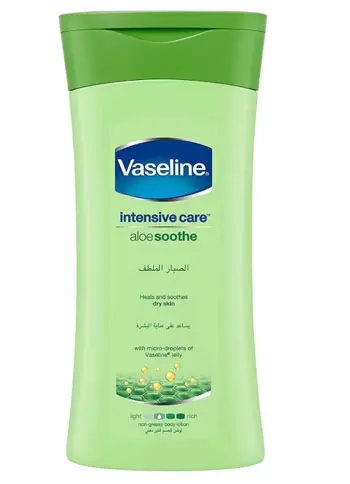 Vaseline®
intensive care™
aloe soothe
الصبار الملطف
Heals and soothes
dry skin
يساعد على عناية البشرة
with micro-droplets of
Vaseline® jelly
light
rich
non-greasy body lotion